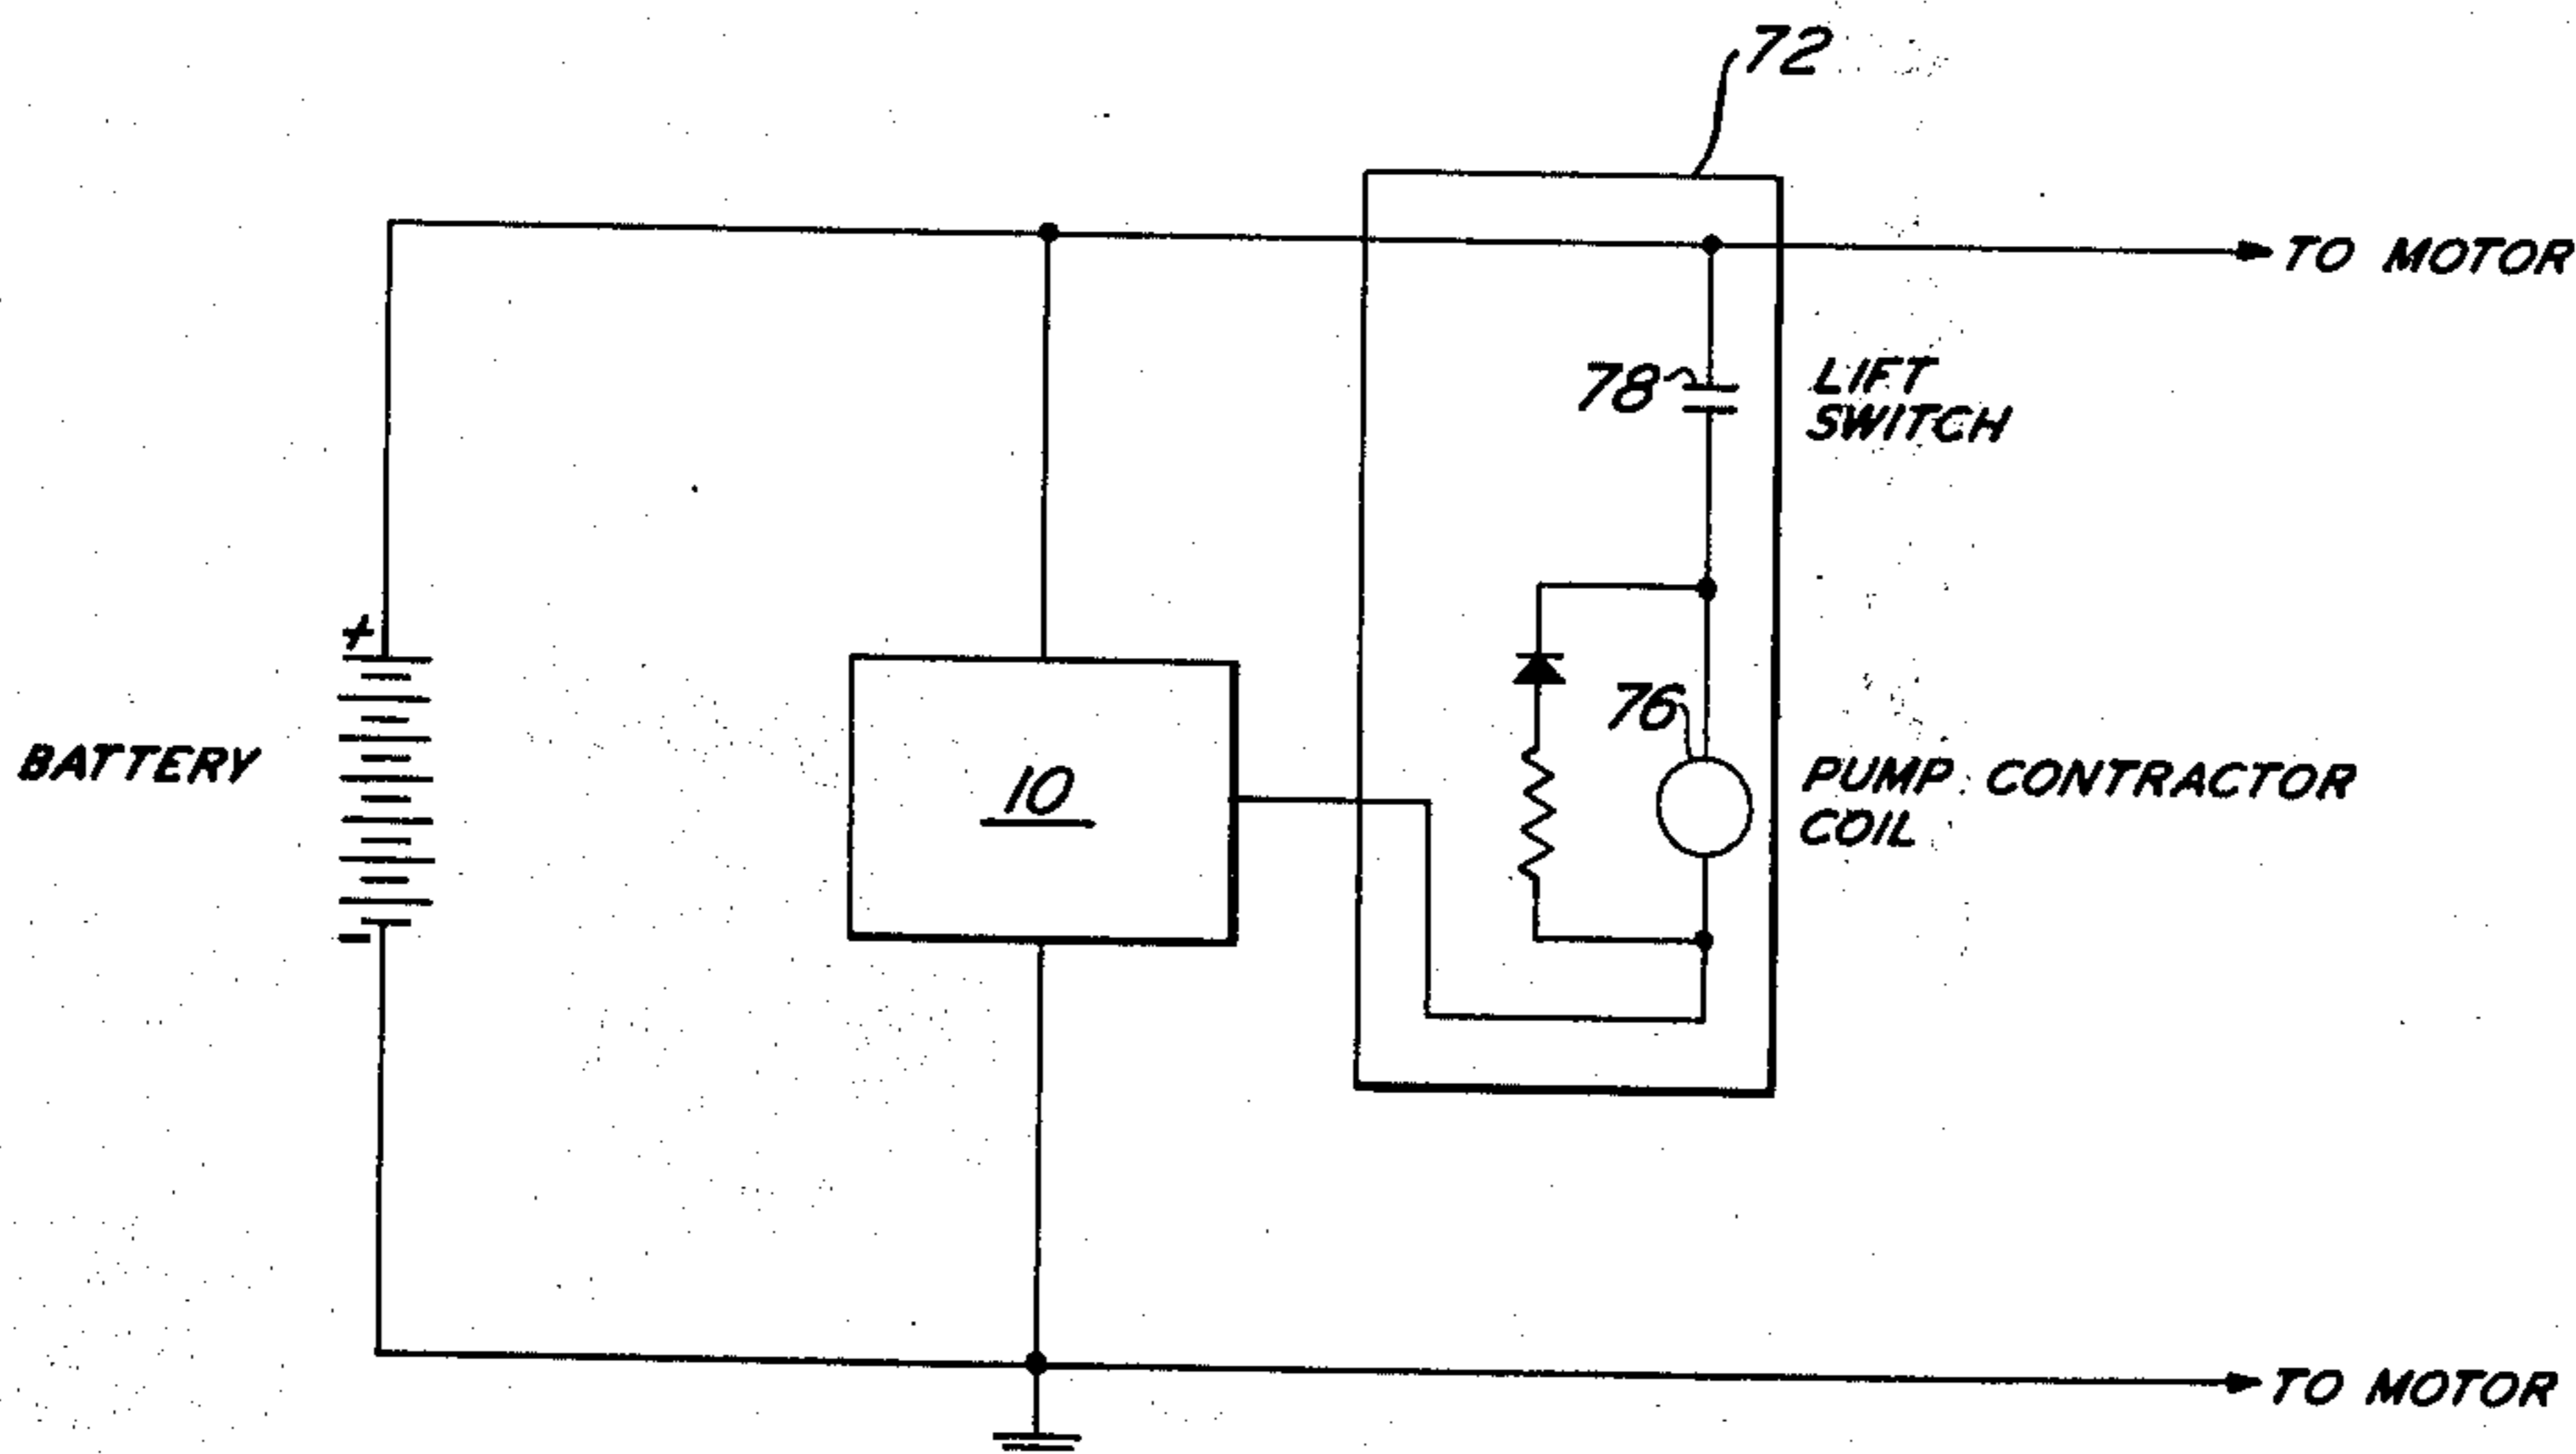 72
TO MOTOR
78
LIFT
SWITCH
+
76
BATTERY
10
PUMP CONTRACTOR
COIL
-
TO MOTOR